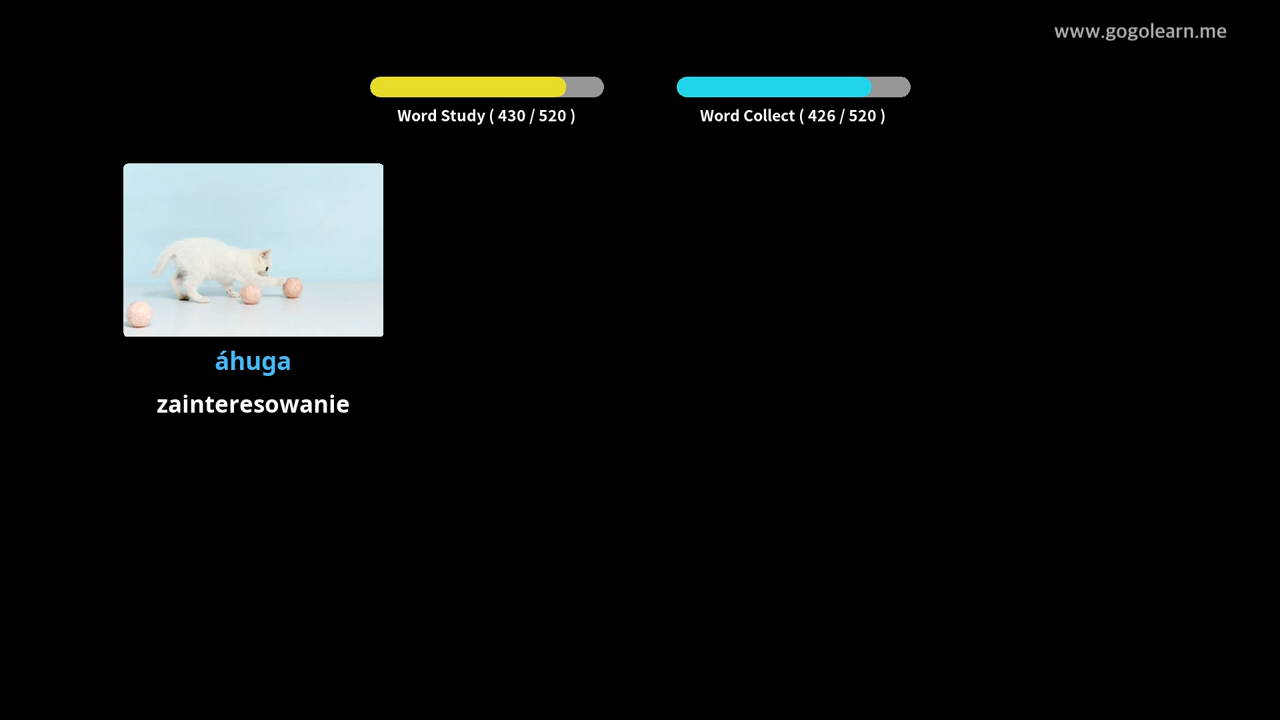 www.gogolearn.me
Word Study ( 430 / 520 )
Word Collect ( 426 / 520 )
áhuga
zainteresowanie